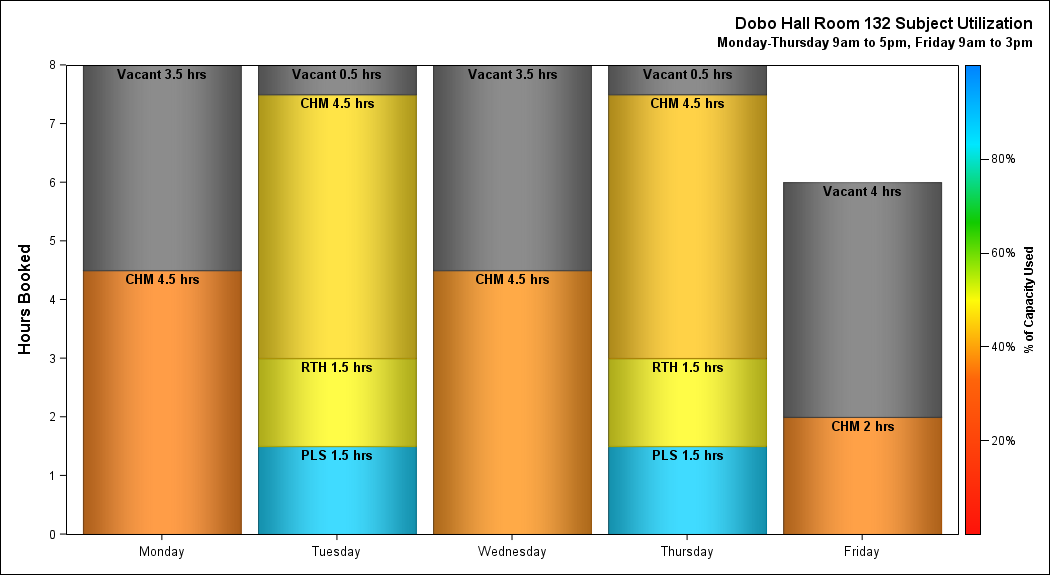 Dobo Hall Room 132 Subject Utilization
Monday-Thursday 9am to 5pm, Friday 9am to 3pm
Hours Booked
8
7
6
5
4
3
2
1
0
Vacant 3.5 hrs
CHM 4.5 hrs
Vacant 0.5 hrs
CHM 4.5 hrs
RTH 1.5 hrs
PLS 1.5 hrs
Vacant 3.5 hrs
CHM 4.5 hrs
Vacant 0.5 hrs
CHM 4.5 hrs
RTH 1.5 hrs
PLS 1.5 hrs
Vacant 4 hrs
CHM 2 hrs
Monday
Tuesday
Wednesday
Thursday
Friday
80%
60%
40%
20%
% of Capacity Used